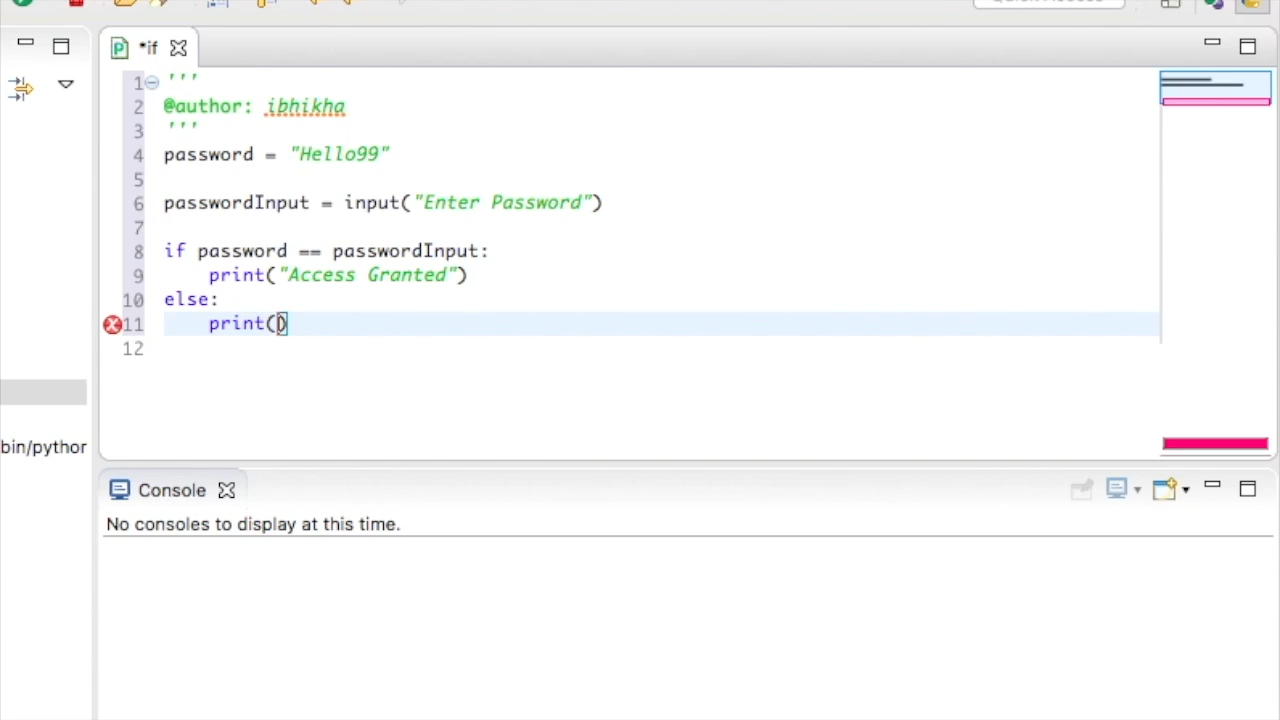 *if
1 '''
2 @author: ibhikha
3 '''
4 password = "Hello99"
5
6 passwordInput = input("Enter Password")
7
8 if password == passwordInput:
9     print("Access Granted")
10 else:
11     print()
12
bin/pythor
Console
No consoles to display at this time.